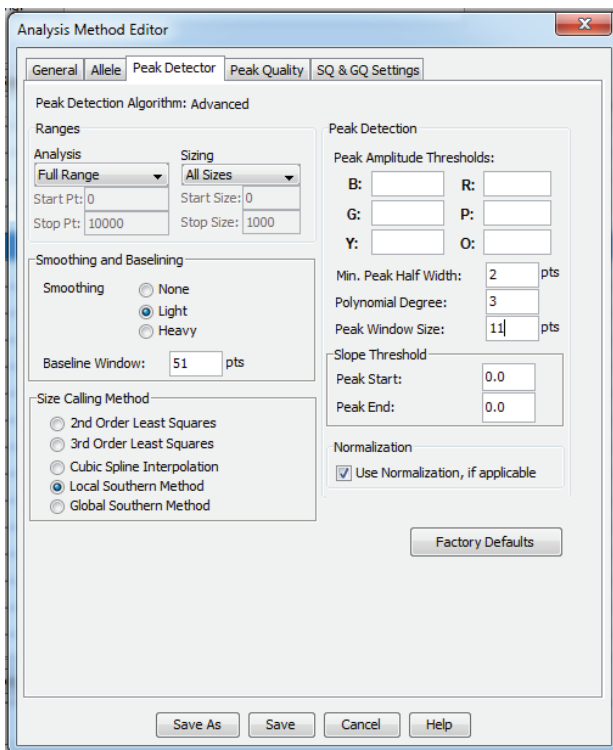 Analysis Method Editor
General Allele Peak Detector Peak Quality SQ & GQ Settings
Peak Detection Algorithm: Advanced
Ranges
Analysis Sizing
Full Range All Sizes
Start Pt: 0 Start Size: 0
Stop Pt: 10000 Stop Size: 1000
Smoothing and Baselining
Smoothing None
Light
Heavy
Baseline Window: 51 pts
Size Calling Method
2nd Order Least Squares
3rd Order Least Squares
Cubic Spline Interpolation
Local Southern Method
Global Southern Method
Peak Detection
Peak Amplitude Thresholds:
B: R:
G: P:
Y: O:
Min. Peak Half Width: 2 pts
Polynomial Degree: 3
Peak Window Size: 11 pts
Slope Threshold
Peak Start: 0.0
Peak End: 0.0
Normalization
Use Normalization, if applicable
Factory Defaults
Save As Save Cancel Help